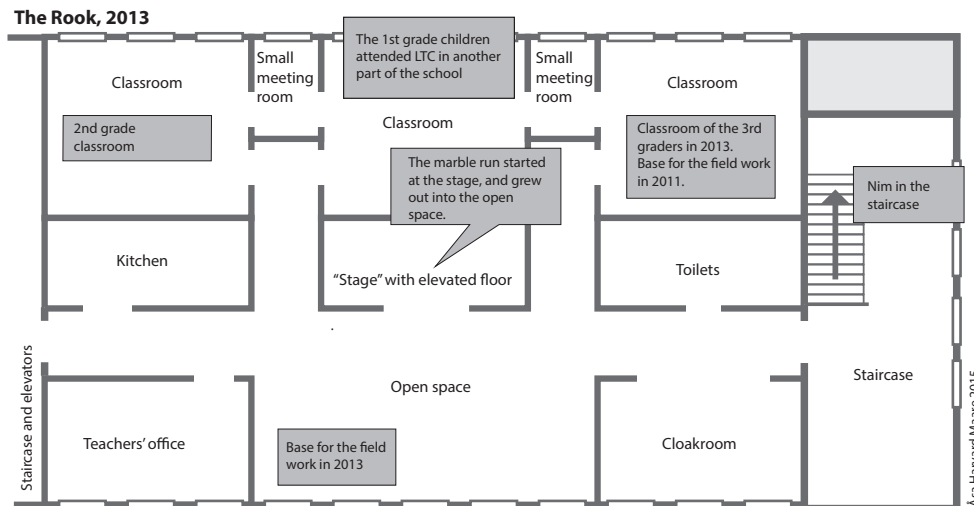 The Rook, 2013
The 1st grade children
attended LTC in another
part of the school
Small
meeting
room
Small
meeting
room
Classroom
Classroom
Classroom
2nd grade
classroom
Classroom of the 3rd
graders in 2013.
Base for the field work
in 2011.
The marble run started
at the stage, and grew
out into the open
space.
Nim in the
staircase
Kitchen
"Stage" with elevated floor
Toilets
Staircase and elevators
Open space
Staircase
Teachers' office
Base for the field
work in 2013
Cloakroom
Åsa Harvard Maare 2015